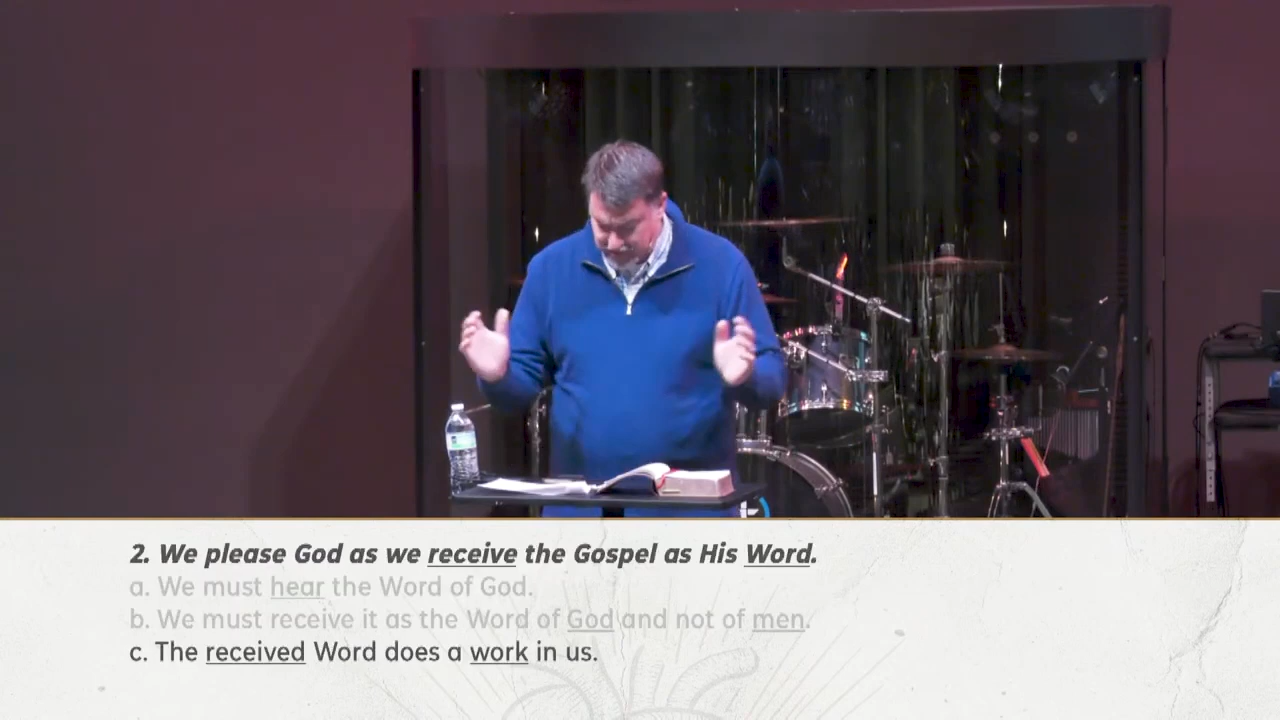 2. We please God as we receive the Gospel as His Word.
a. We must hear the Word of God.
b. We must receive it as the Word of God and not of men.
c. The received Word does a work in us.